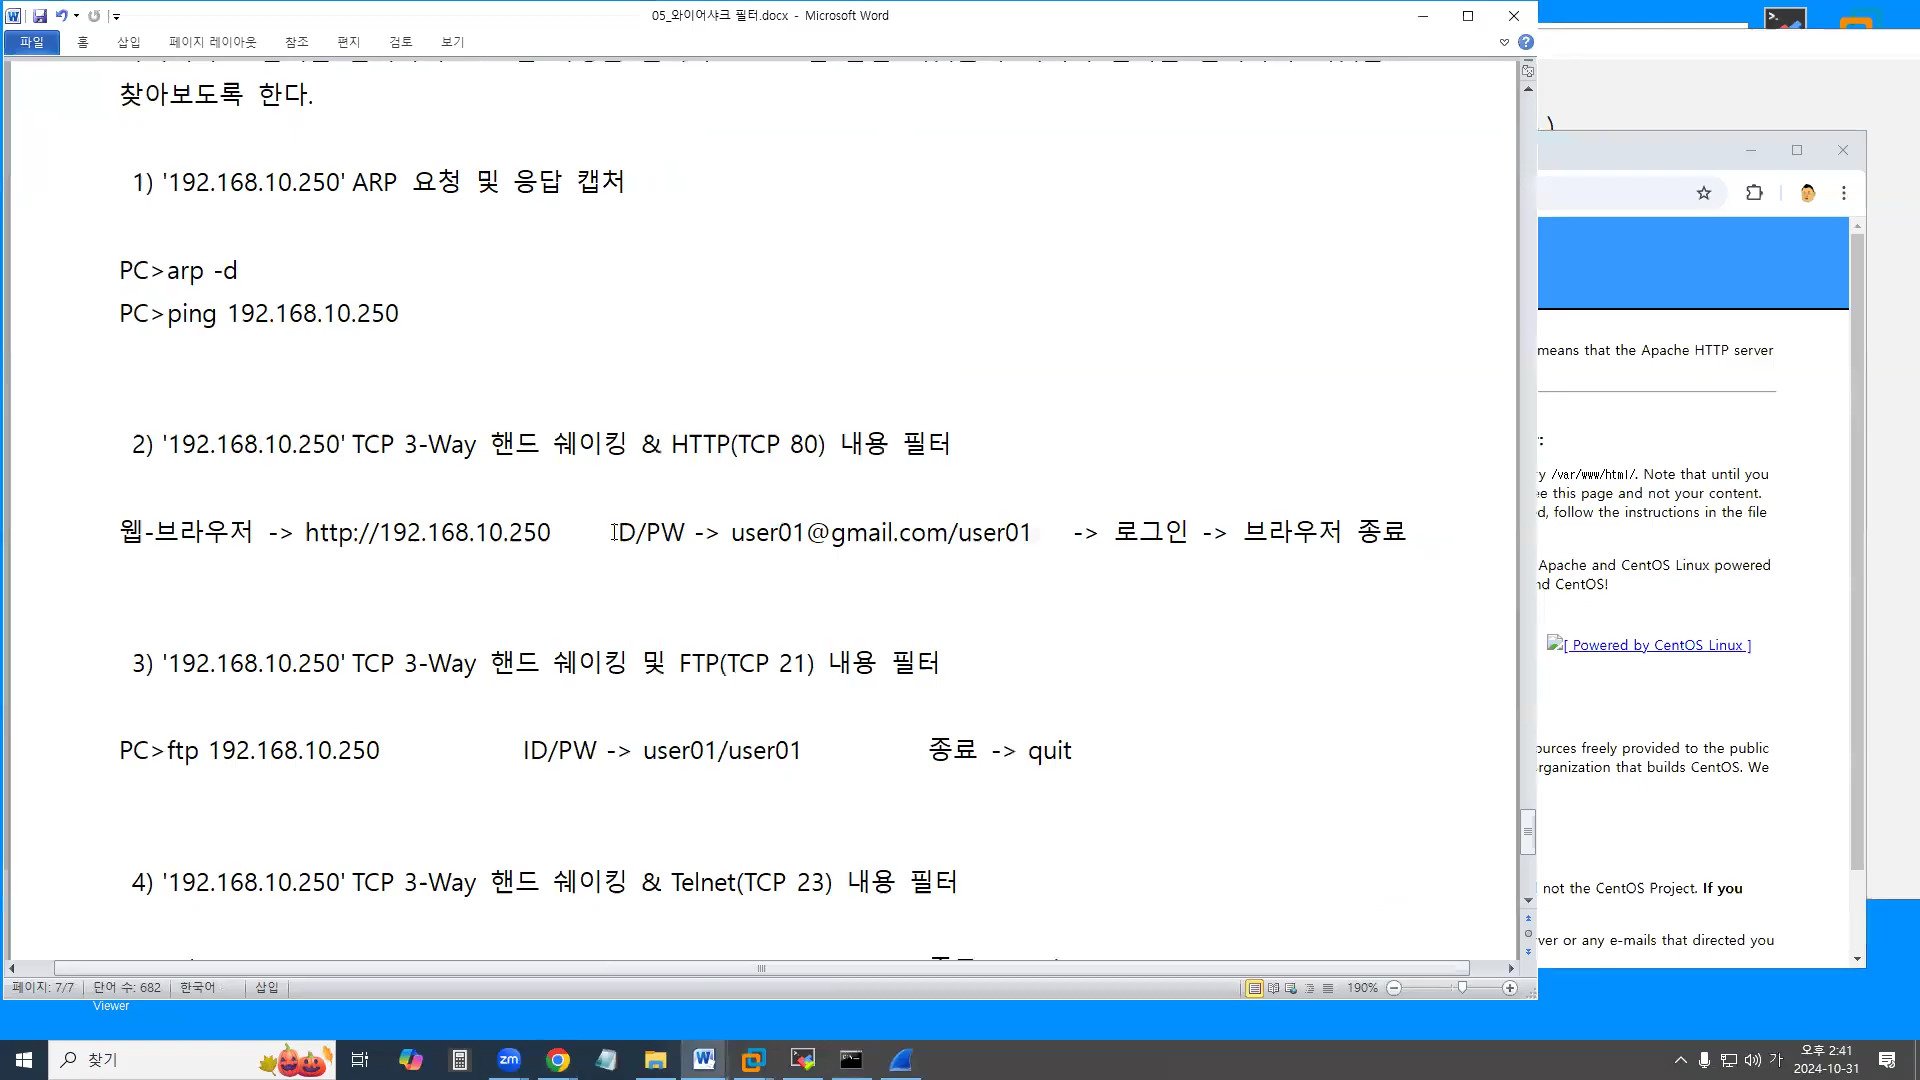 05_와이어샤크 필터.docx - Microsoft Word
파일 홈 삽입 페이지 레이아웃 참조 편지 검토 보기
찾아보도록 한다.
1) '192.168.10.250' ARP 요청 및 응답 캡처
PC>arp -d
PC>ping 192.168.10.250
2) '192.168.10.250' TCP 3-Way 핸드 쉐이킹 & HTTP(TCP 80) 내용 필터
웹-브라우저 -> http://192.168.10.250 ID/PW -> user01@gmail.com/user01 -> 로그인 -> 브라우저 종료
3) '192.168.10.250' TCP 3-Way 핸드 쉐이킹 및 FTP(TCP 21) 내용 필터
PC>ftp 192.168.10.250 ID/PW -> user01/user01 종료 -> quit
4) '192.168.10.250' TCP 3-Way 핸드 쉐이킹 & Telnet(TCP 23) 내용 필터
페이지: 7/7 단어 수: 682 한국어 삽입 190%
means that the Apache HTTP server
:
y /var/www/html/. Note that until you
e this page and not your content.
d, follow the instructions in the file
Apache and CentOS Linux powered
nd CentOS!
[ Powered by CentOS Linux ]
ources freely provided to the public
rganization that builds CentOS. We
not the CentOS Project. If you
ver or any e-mails that directed you
Viewer
찾기
zm
가
오후 2:41
2024-10-31